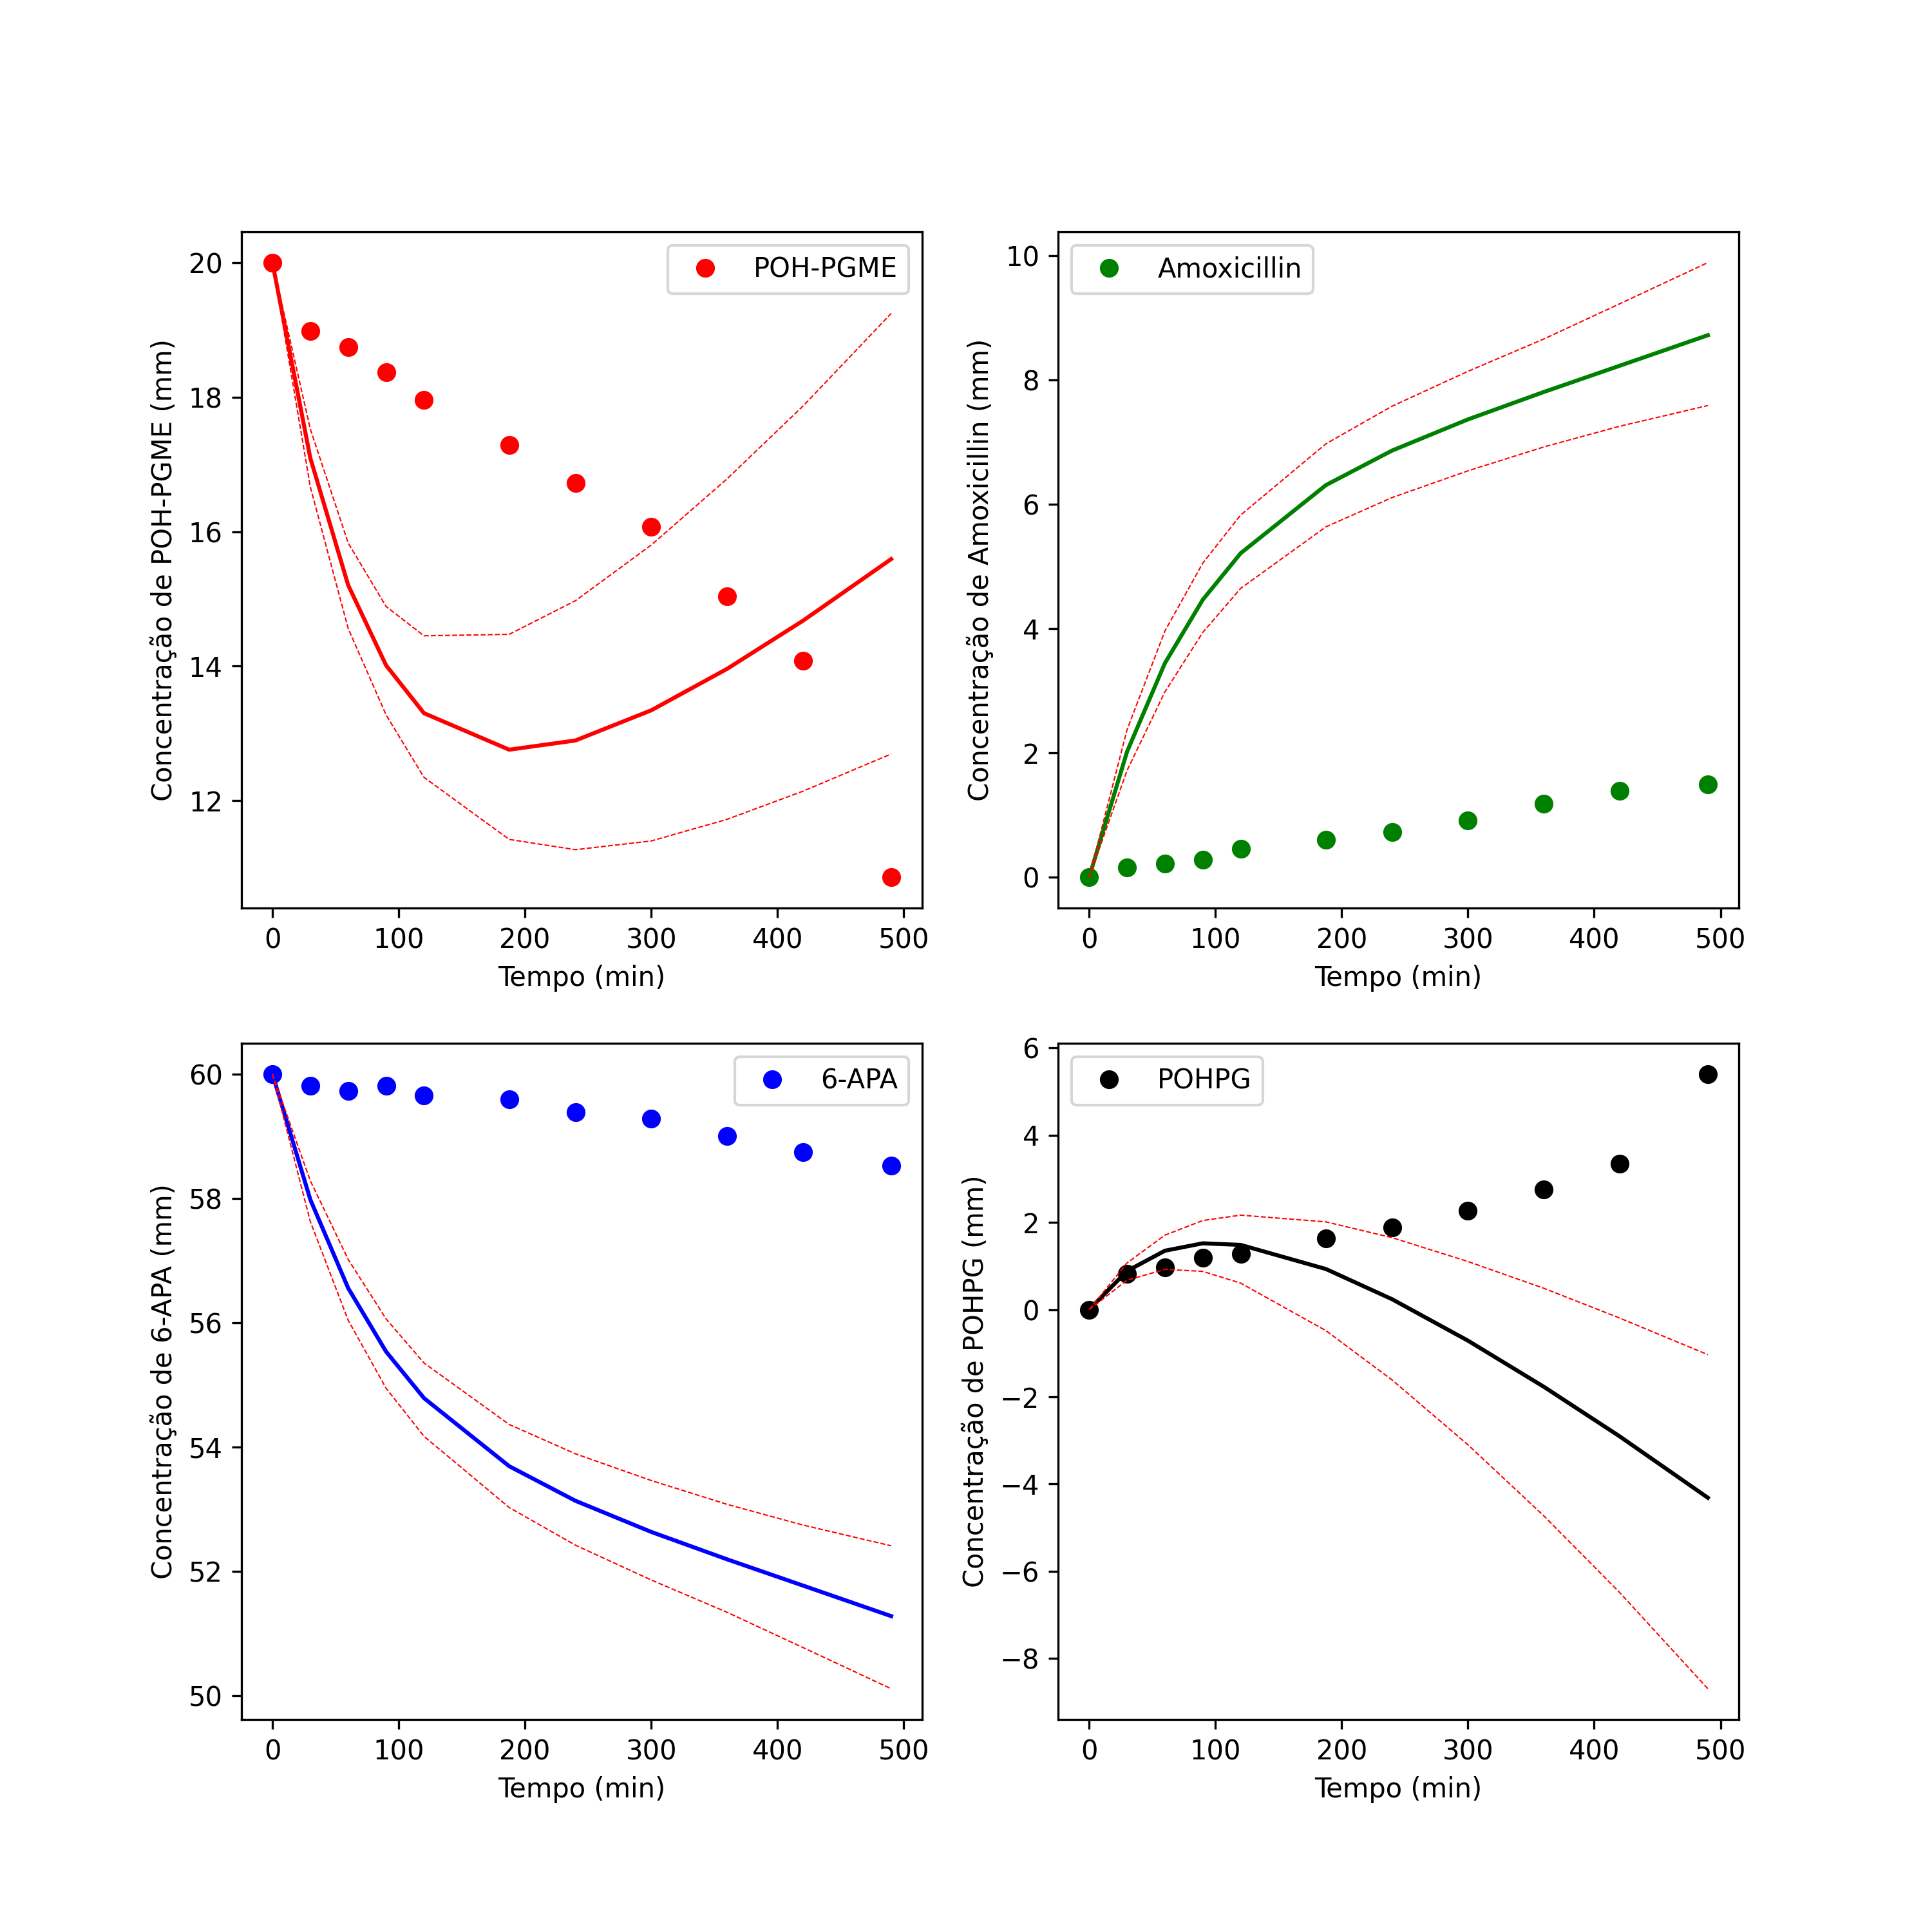 POH-PGME
20
18
16
14
12
Concentração de POH-PGME (mm)
0 100 200 300 400 500
Tempo (min)
Amoxicillin
10
8
6
4
2
0
Concentração de Amoxicillin (mm)
0 100 200 300 400 500
Tempo (min)
6-APA
60
58
56
54
52
50
Concentração de 6-APA (mm)
0 100 200 300 400 500
Tempo (min)
POHPG
6
4
2
0
−2
−4
−6
−8
Concentração de POHPG (mm)
0 100 200 300 400 500
Tempo (min)